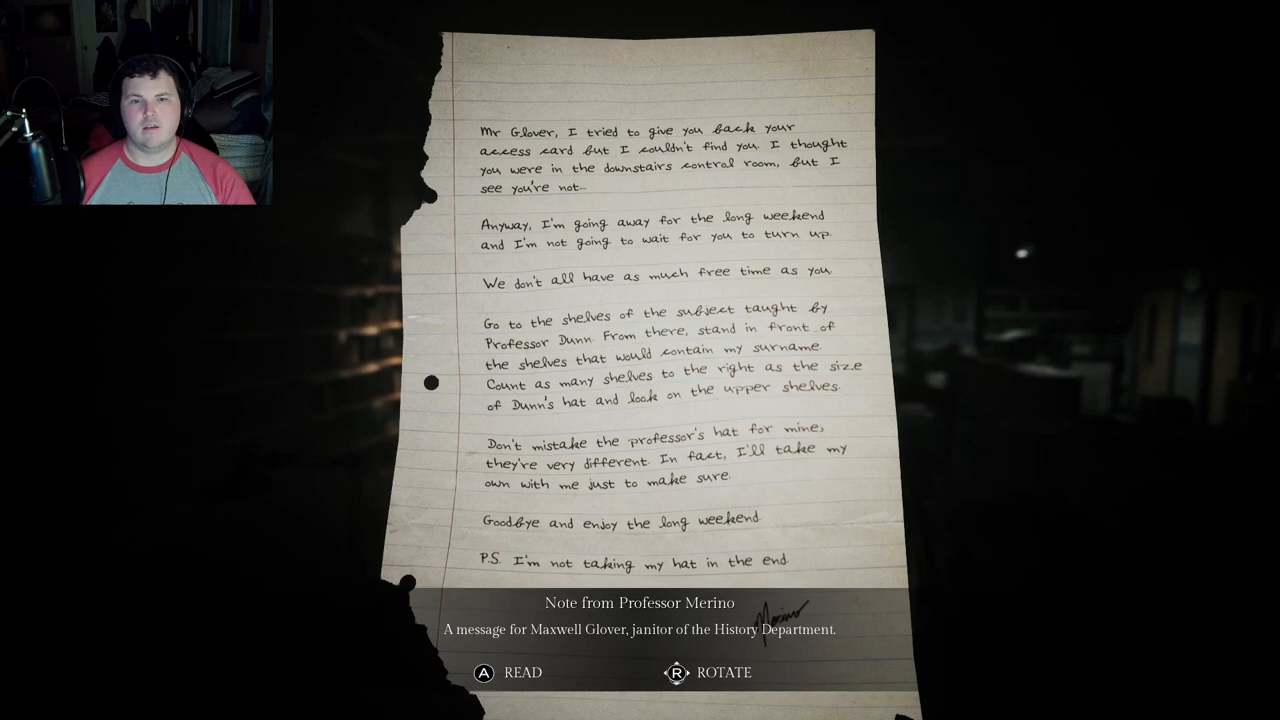 Mr Glover, I tried to give you back your
access card but I couldn't find you. I thought
you were in the downstairs control room, but I
see you're not...
Anyway, I'm going away for the long weekend
and I'm not going to wait for you to turn up.
We don't all have as much free time as you.
Go to the shelves of the subject taught by
Professor Dunn. From there, stand in front of
the shelves that would contain my surname.
Count as many shelves to the right as the size
of Dunn's hat and look on the upper shelves.
Don't mistake the professor's hat for mine,
they're very different. In fact, I'll take my
own with me just to make sure.
Goodbye and enjoy the long weekend.
P.S. I'm not taking my hat in the end.
Merino
Note from Professor Merino
A message for Maxwell Glover, janitor of the History Department.
A READ
R ROTATE